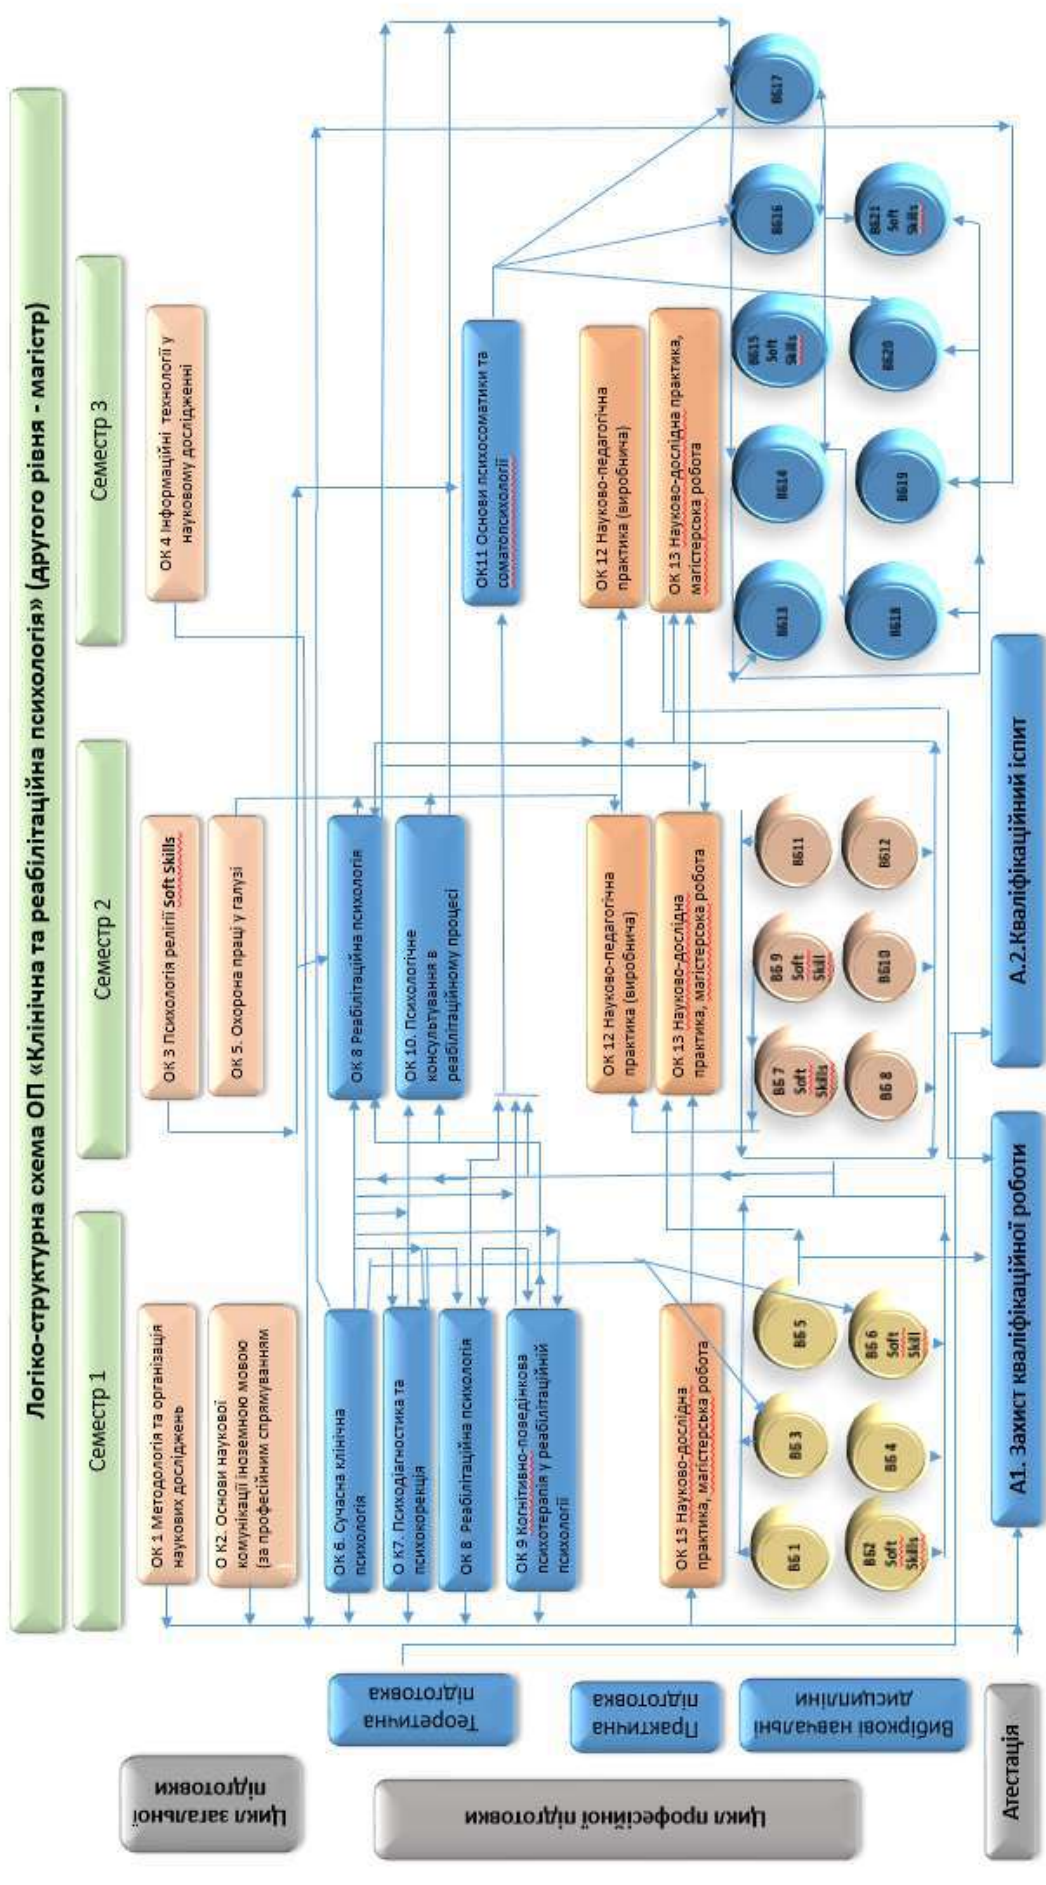 Логіко-структурна схема ОП «Клінічна та реабілітаційна психологія» (другого рівня - магістр)
Семестр 1
Семестр 2
Семестр 3
Цикл загальної
підготовки
ОК 1 Методологія та організація
наукових досліджень
О К2. Основи наукової
комунікації іноземною мовою
(за професійним спрямуванням)
ОК 3 Психологія релігії Soft Skills
ОК 5. Охорона праці у галузі
ОК 4 Інформаційні технології у
науковому дослідженні
Цикл професійної підготовки
Теоретична
підготовка
ОК 6. Сучасна клінічна
психологія
О К7. Психодіагностика та
психокорекція
ОК 8 Реабілітаційна психологія
ОК 9 Когнітивно-поведінкова
психотерапія у реабілітаційній
психології
ОК 8 Реабілітаційна психологія
ОК 10. Психологічне
консультування в
реабілітаційному процесі
ОК11 Основи психосоматики та
соматопсихології
Практична
підготовка
ОК 13 Науково-дослідна
практика, магістерська робота
ОК 12 Науково-педагогічна
практика (виробнича)
ОК 13 Науково-дослідна
практика, магістерська робота
ОК 12 Науково-педагогічна
практика (виробнича)
ОК 13 Науково-дослідна практика,
магістерська робота
Вибіркові навчальні
дисципліни
ВБ 1
ВБ 3
ВБ 5
ВБ2
Soft
Skills
ВБ 4
ВБ 6
Soft
Skill
ВБ 7
Soft
Skills
ВБ 9
Soft
Skill
ВБ11
ВБ 8
ВБ10
ВБ12
ВБ13
ВБ14
ВБ15
Soft
Skills
ВБ16
ВБ17
ВБ18
ВБ19
ВБ20
ВБ21
Soft
Skills
Атестація
А1. Захист кваліфікаційної роботи
А.2.Кваліфікаційний іспит